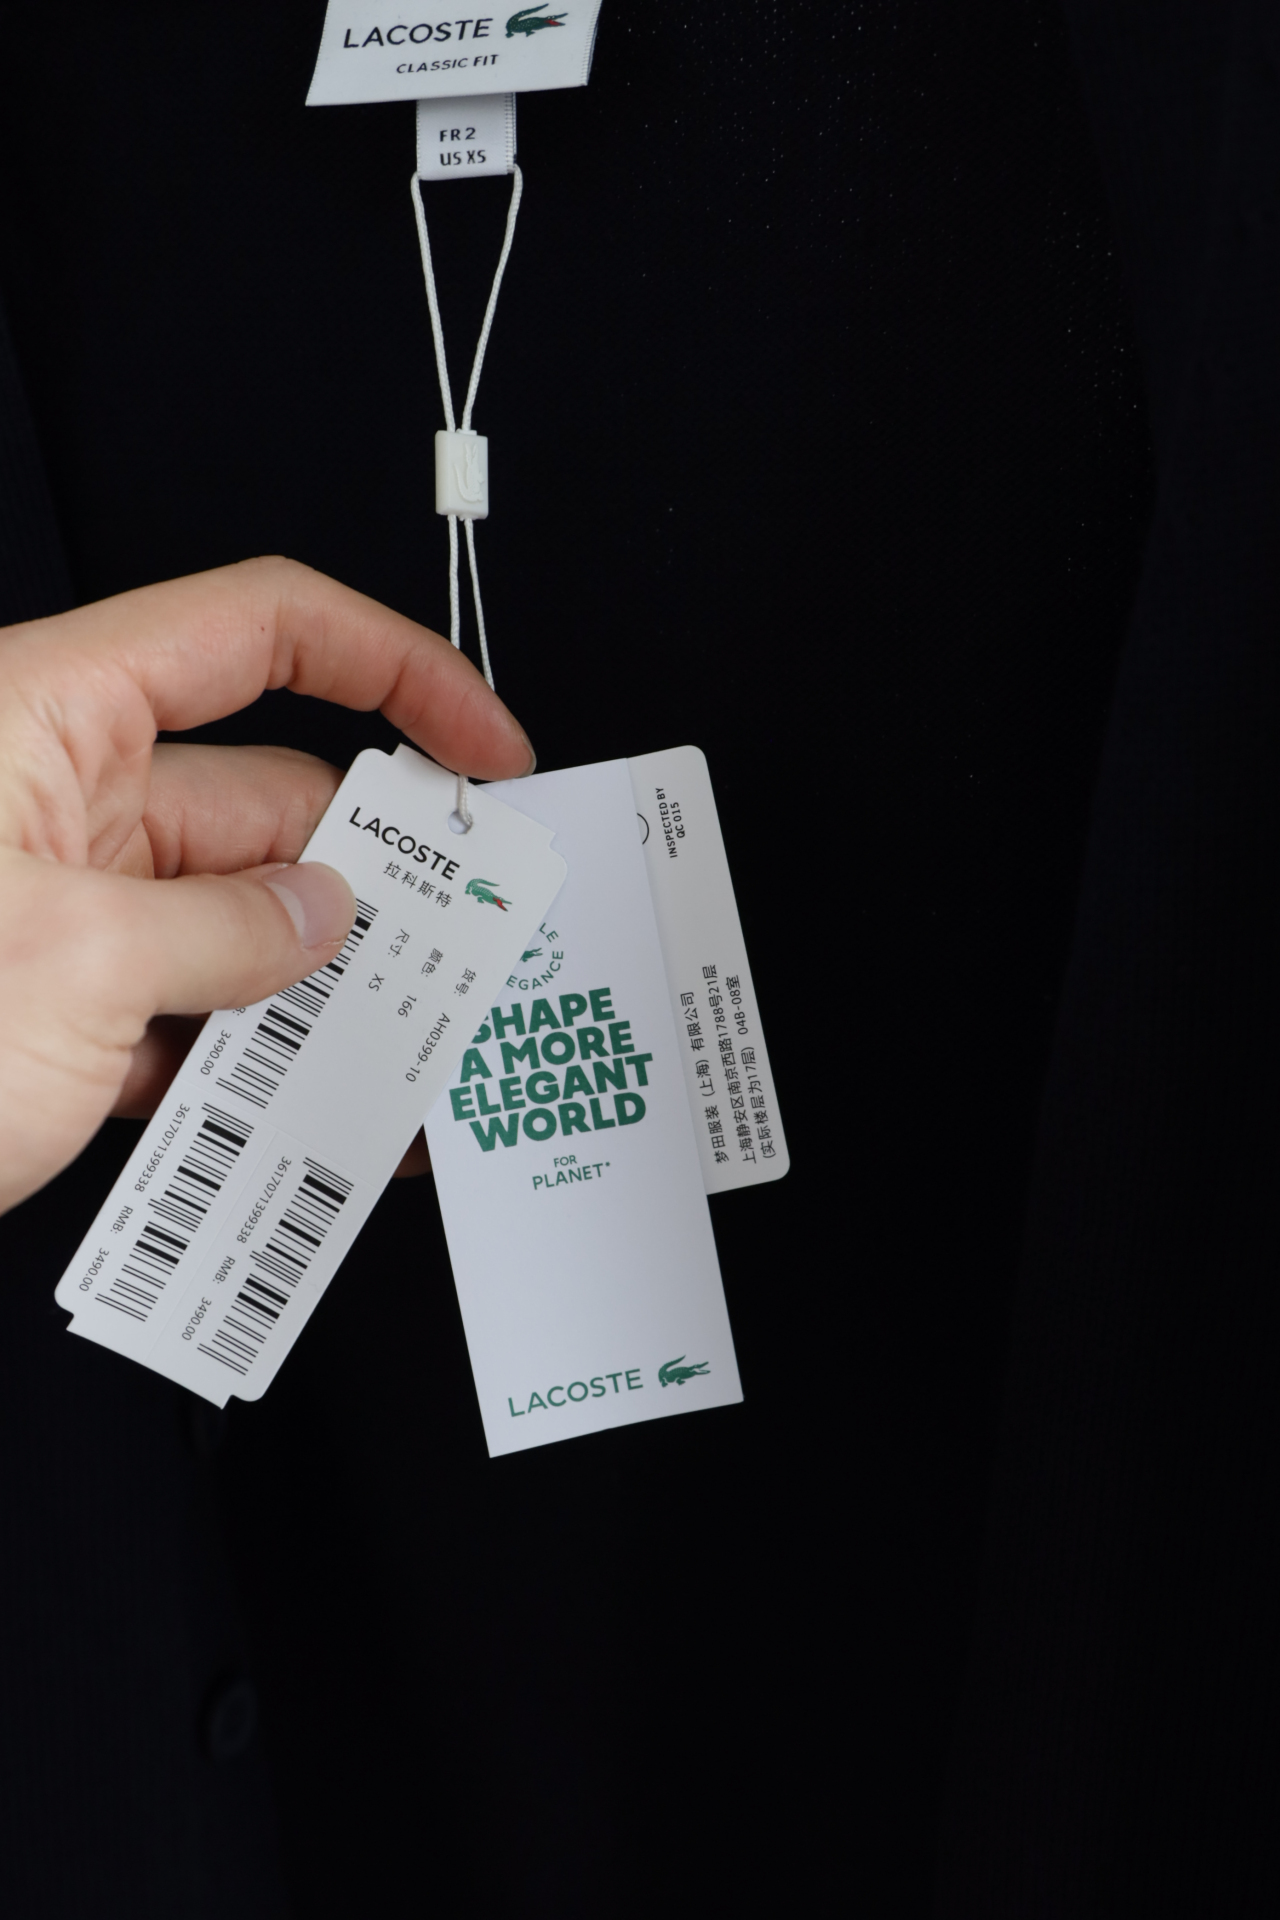 LACOSTE
CLASSIC FIT
FR 2
US XS
LACOSTE
拉科斯特
货号: AH0399-10
颜色: 166
尺寸: XS
3490.00
3617071399338 RMB: 3490.00
3617071399338 RMB: 3490.00
SHAPE
A MORE
ELEGANT
WORLD
FOR
PLANET*
LACOSTE
INSPECTED BY
QC 015
梦田服装（上海）有限公司
上海静安区南京西路1788号21层
（实际楼层为17层） 04B-08室